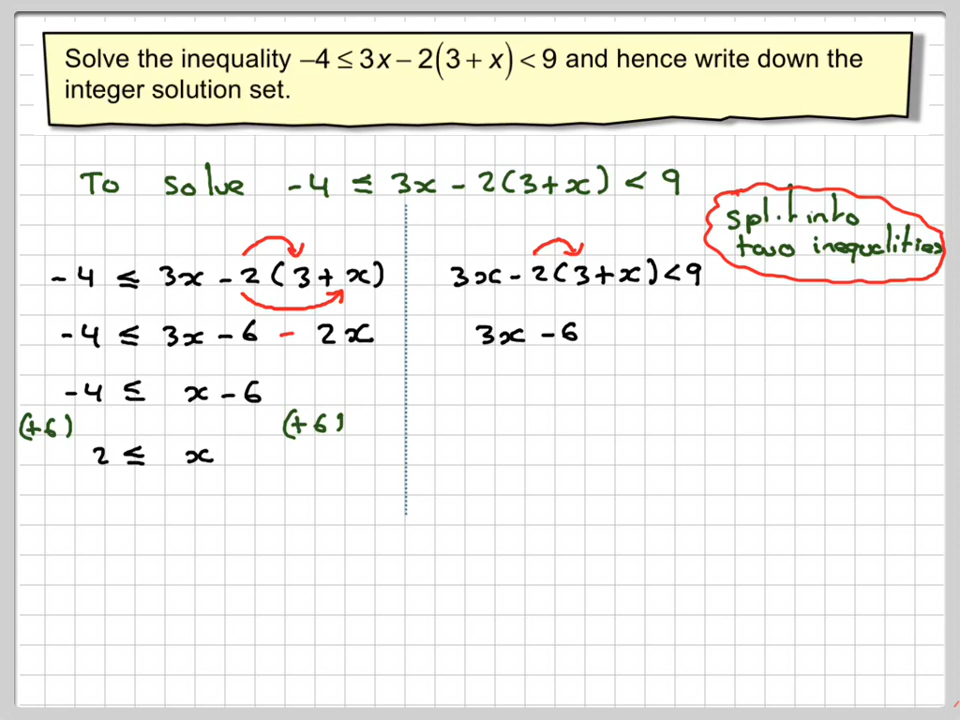 Solve the inequality −4 ≤ 3x − 2(3 + x) < 9 and hence write down the
integer solution set.
To solve -4 ≤ 3x - 2(3+x) < 9
split into
two inequalities
-4 ≤ 3x - 2(3 + x)
3x - 2(3+x) < 9
-4 ≤ 3x - 6 - 2x
3x - 6
-4 ≤ x - 6
(+6) (+6)
2 ≤ x